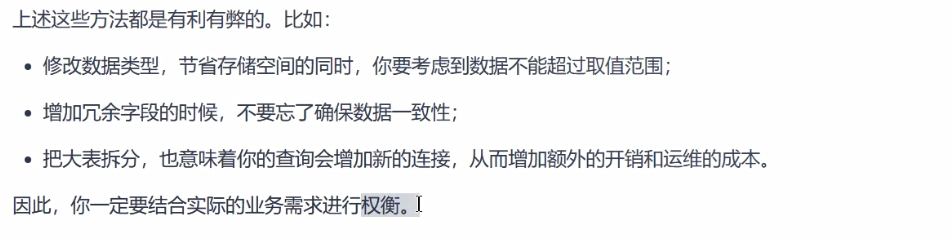 上述这些方法都是有利有弊的。比如：
• 修改数据类型，节省存储空间的同时，你要考虑到数据不能超过取值范围；
• 增加冗余字段的时候，不要忘了确保数据一致性；
• 把大表拆分，也意味着你的查询会增加新的连接，从而增加额外的开销和运维的成本。
因此，你一定要结合实际的业务需求进行权衡。